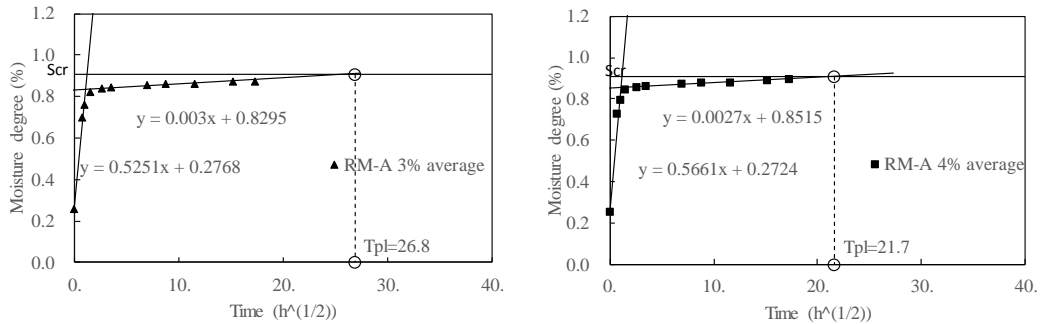 1.2
1.0
Scr
0.8
y = 0.003x + 0.8295
0.6
y = 0.5251x + 0.2768
RM-A 3% average
0.4
0.2
Tpl=26.8
0.0
0.
10.
20.
30.
40.
Time (h^(1/2))
Moisture degree (%)
1.2
1.0
Scr
0.8
y = 0.0027x + 0.8515
0.6
y = 0.5661x + 0.2724
RM-A 4% average
0.4
0.2
Tpl=21.7
0.0
0.
10.
20.
30.
40.
Time (h^(1/2))
Moisture degree (%)